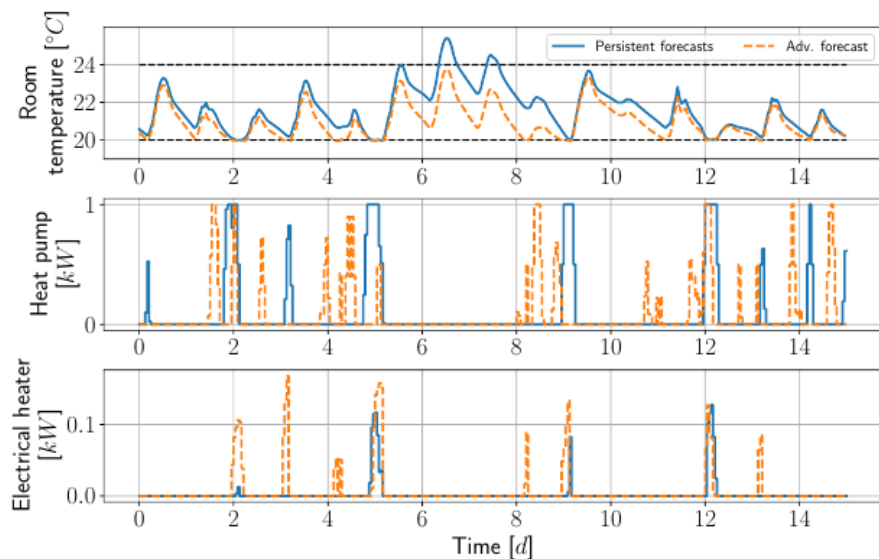 Room
temperature [°C]
24
22
20
Persistent forecasts
Adv. forecast
0 2 4 6 8 10 12 14
Heat pump
[kW]
1
0
0 2 4 6 8 10 12 14
Electrical heater
[kW]
0.1
0.0
0 2 4 6 8 10 12 14
Time [d]